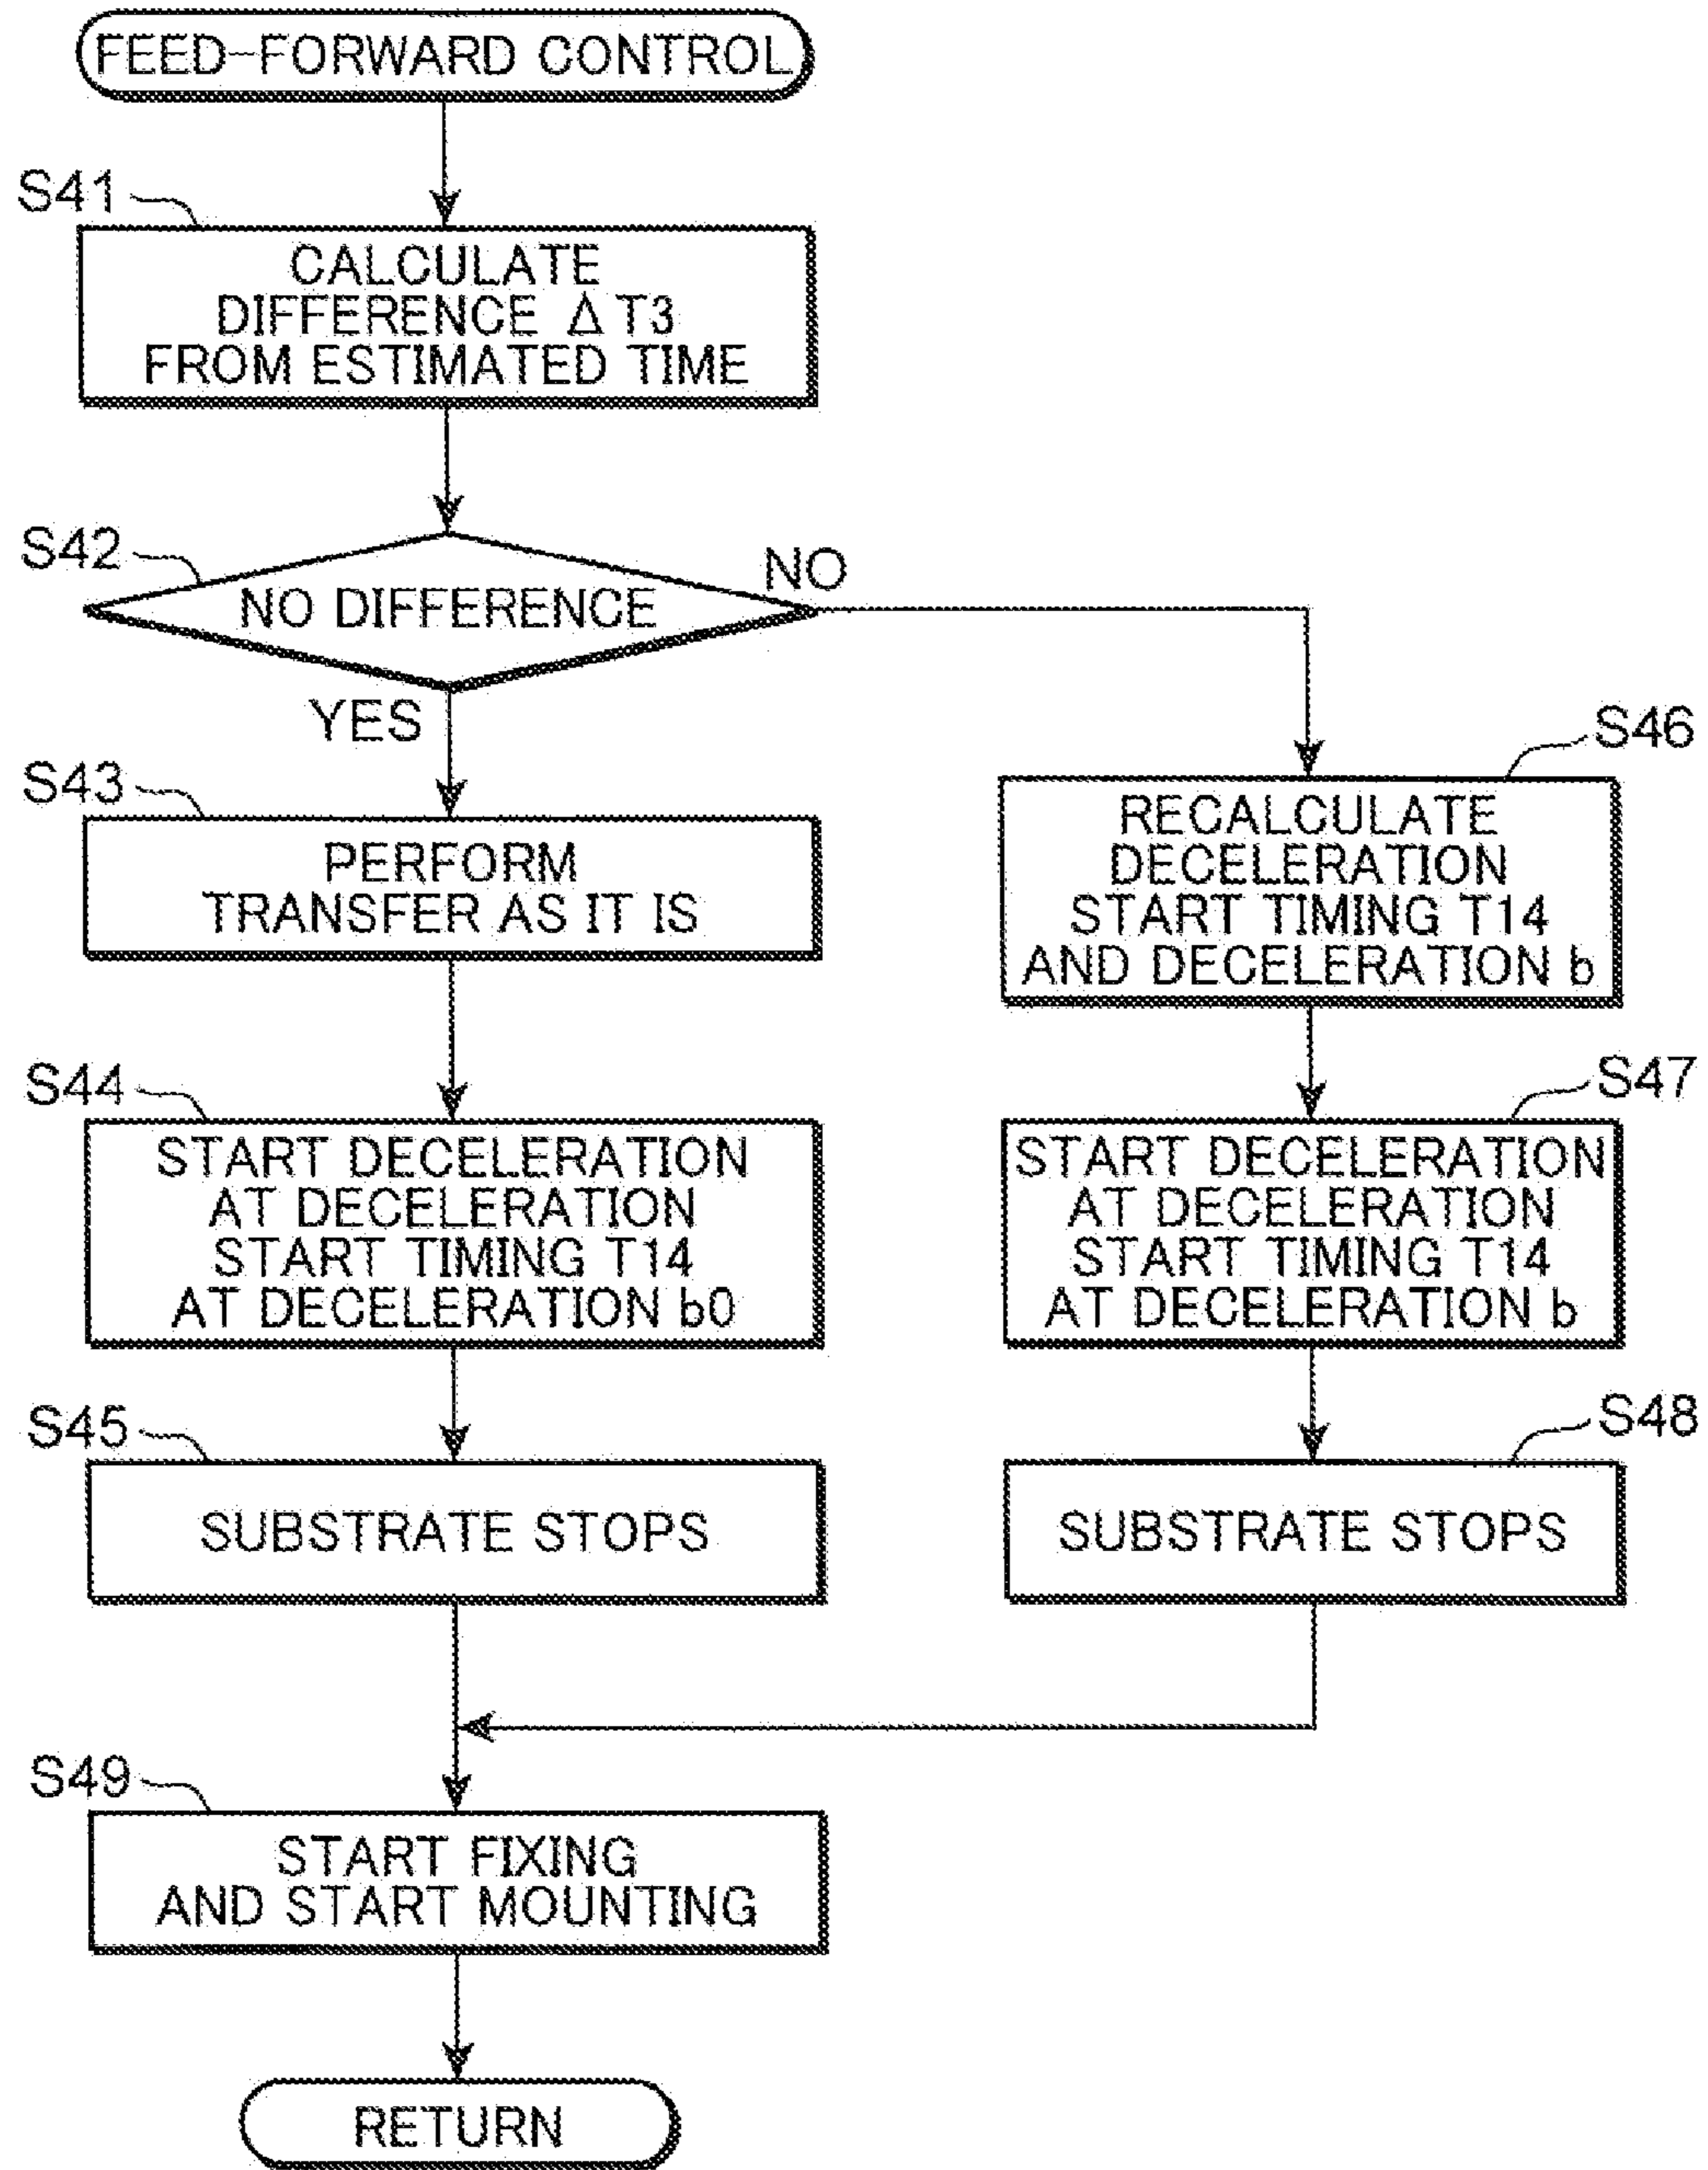 FEED-FORWARD CONTROL
S41
CALCULATE
DIFFERENCE Δ T3
FROM ESTIMATED TIME
S42
NO DIFFERENCE
NO
YES
S43
PERFORM
TRANSFER AS IT IS
S46
RECALCULATE
DECELERATION
START TIMING T14
AND DECELERATION b
S44
START DECELERATION
AT DECELERATION
START TIMING T14
AT DECELERATION b0
S47
START DECELERATION
AT DECELERATION
START TIMING T14
AT DECELERATION b
S45
SUBSTRATE STOPS
S48
SUBSTRATE STOPS
S49
START FIXING
AND START MOUNTING
RETURN